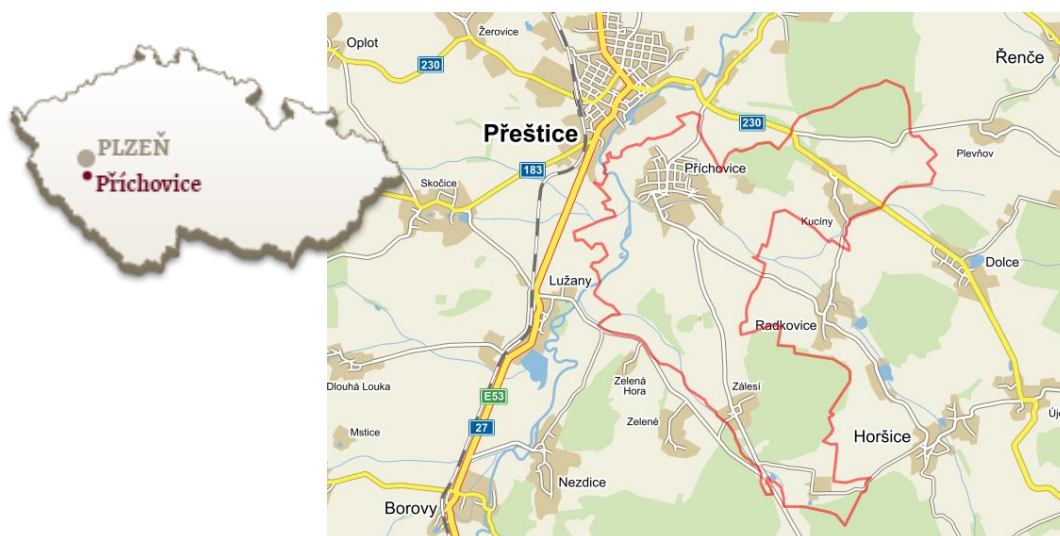 PLZEŇ
Příchovice
Oplot
Žerovice
230
Řenče
Přeštice
230
Plevňov
183
Skočice
Příchovice
Kucíny
Dolce
Lužany
Radkovice
Dlouhá Louka
Zelená
Hora
Zálesí
E53
Mstice
27
Zelené
Horšice
Új
Nezdice
Borovy